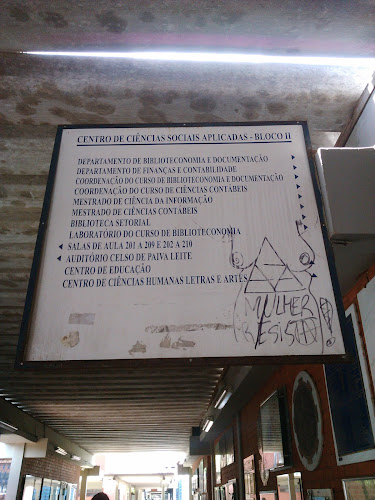 CENTRO DE CIÊNCIAS SOCIAIS APLICADAS - BLOCO II
DEPARTAMENTO DE BIBLIOTECONOMIA E DOCUMENTAÇÃO
DEPARTAMENTO DE FINANÇAS E CONTABILIDADE
COORDENAÇÃO DO CURSO DE BIBLIOTECONOMIA E DOCUMENTAÇÃO
COORDENAÇÃO DO CURSO DE CIÊNCIAS CONTÁBEIS
MESTRADO DE CIÊNCIA DA INFORMAÇÃO
MESTRADO DE CIÊNCIAS CONTÁBEIS
BIBLIOTECA SETORIAL
LABORATÓRIO DO CURSO DE BIBLIOTECONOMIA
SALAS DE AULA 201 A 209 E 202 A 210
AUDITÓRIO CELSO DE PAIVA LEITE
CENTRO DE EDUCAÇÃO
CENTRO DE CIÊNCIAS HUMANAS LETRAS E ARTES
MULHER
RESISTA!